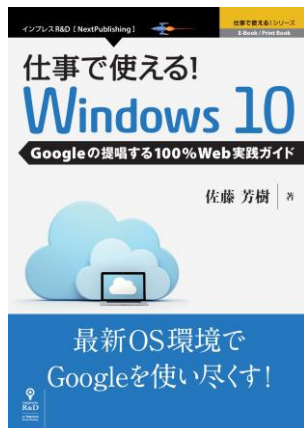 インプレスR&D [NextPublishing]
仕事で使える!シリーズ
E-Book / Print Book
仕事で使える!
Windows 10
Googleの提唱する100%Web実践ガイド
佐藤 芳樹 著
最新OS環境で
Googleを使い尽くす!
R&D